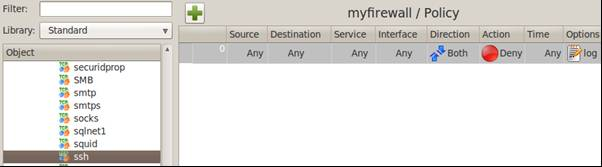 Filter:
Library: Standard
Object
securidprop
SMB
smtp
smtps
socks
sqlnet1
squid
ssh
myfirewall / Policy
Source Destination Service Interface Direction Action Time Options
0 Any Any Any Any Both Deny Any log